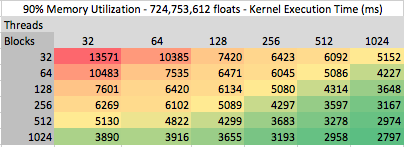 90% Memory Utilization - 724,753,612 floats - Kernel Execution Time (ms)
Threads
Blocks 32 64 128 256 512 1024
32 13571 10385 7420 6423 6092 5152
64 10483 7535 6471 6045 5086 4227
128 7601 6420 6134 5080 4314 3648
256 6269 6102 5089 4297 3597 3167
512 5130 4822 4299 3683 3278 2974
1024 3890 3916 3655 3193 2958 2797